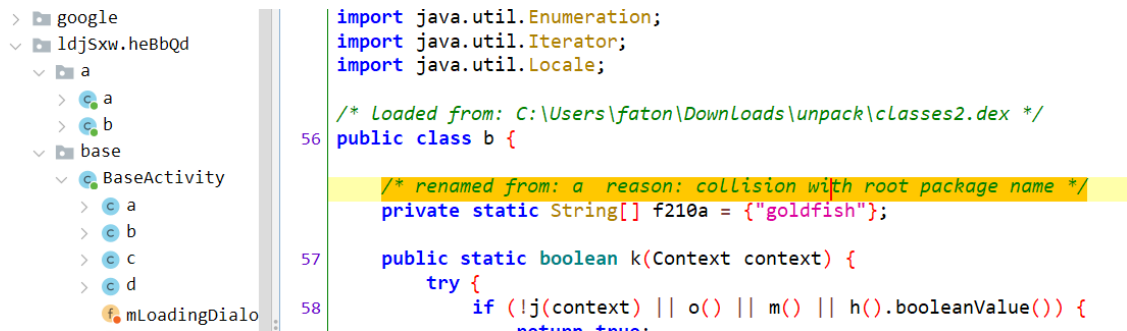 google
ldjSxw.heBbQd
a
a
b
base
BaseActivity
a
b
c
d
mLoadingDialo
import java.util.Enumeration;
import java.util.Iterator;
import java.util.Locale;
/* loaded from: C:\Users\faton\Downloads\unpack\classes2.dex */
56 public class b {
/* renamed from: a  reason: collision with root package name */
private static String[] f210a = {"goldfish"};
57 public static boolean k(Context context) {
try {
58 if (!j(context) || o() || m() || h().booleanValue()) {
return true;